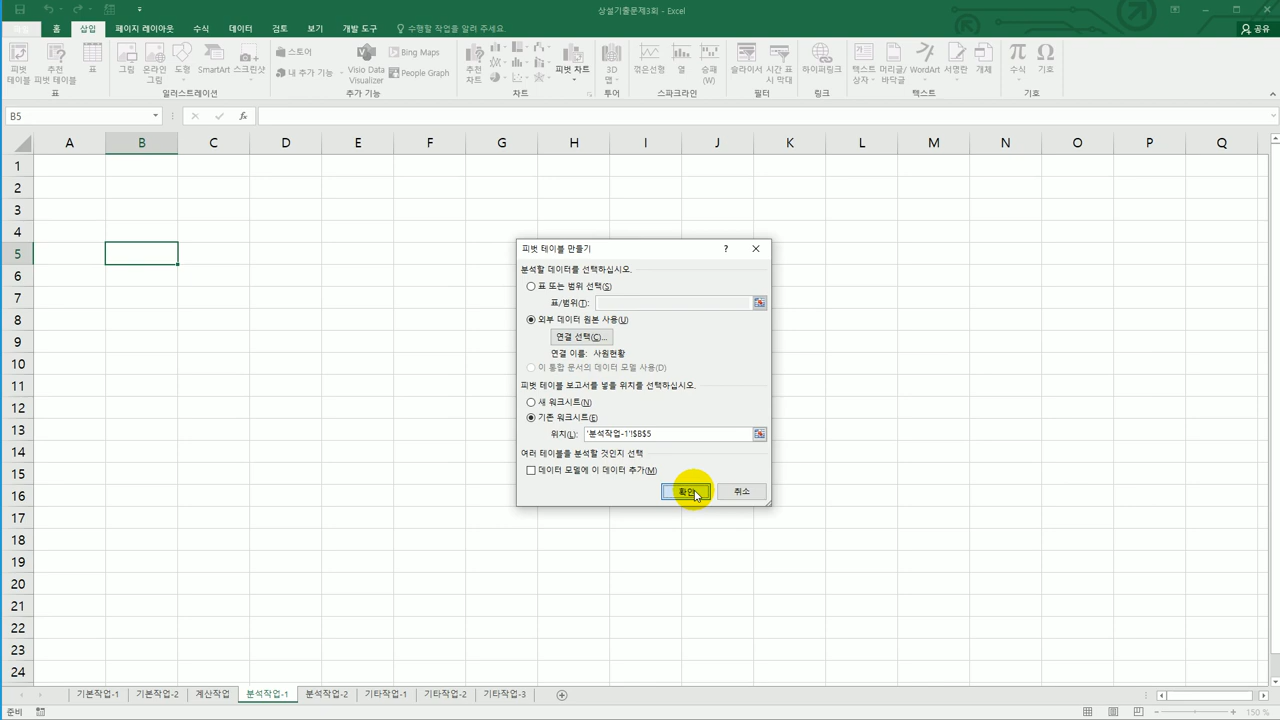 상설기출문제3회 - Excel
홈 삽입 페이지 레이아웃 수식 데이터 검토 보기 개발 도구 수행할 작업을 알려 주세요. 공유
피벗 테이블 추천 피벗 테이블 표 그림 온라인 그림 도형 SmartArt 스크린샷 스토어 내 추가 기능 Visio Data Visualizer Bing Maps People Graph 추천 차트 피벗 차트 3D 맵 꺾은선형 열 승패 (W) 슬라이서 시간 표시 막대 하이퍼링크 텍스트 상자 머리글/바닥글 WordArt 서명란 개체 수식 기호
표 일러스트레이션 추가 기능 차트 투어 스파크라인 필터 링크 텍스트 기호
B5 fx
A B C D E F G H I J K L M N O P Q
1
2
3
4
5
6
7
8
9
10
11
12
13
14
15
16
17
18
19
20
21
22
23
24
피벗 테이블 만들기 ?
분석할 데이터를 선택하십시오.
표 또는 범위 선택(S)
표/범위(T):
외부 데이터 원본 사용(U)
연결 선택(C)...
연결 이름: 사원현황
이 통합 문서의 데이터 모델 사용(D)
피벗 테이블 보고서를 넣을 위치를 선택하십시오.
새 워크시트(N)
기존 워크시트(E)
위치(L): '분석작업-1'!$B$5
여러 테이블을 분석할 것인지 선택
데이터 모델에 이 데이터 추가(M)
확인 취소
기본작업-1 기본작업-2 계산작업 분석작업-1 분석작업-2 기타작업-1 기타작업-2 기타작업-3
준비 150 %